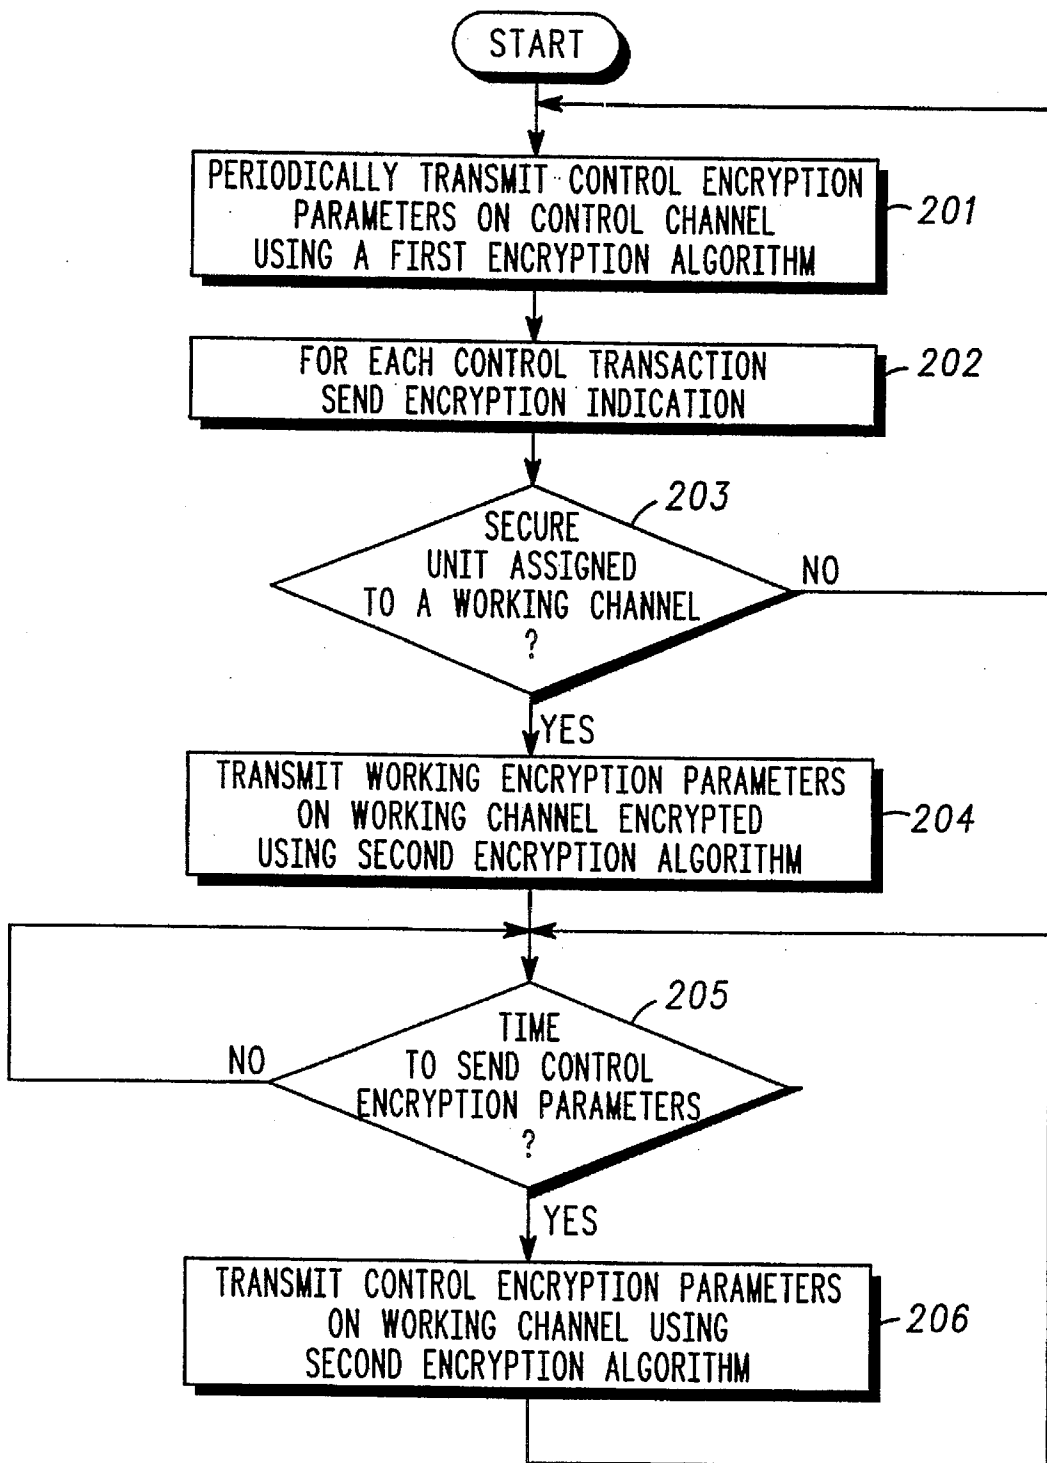 START
PERIODICALLY TRANSMIT CONTROL ENCRYPTION
PARAMETERS ON CONTROL CHANNEL
USING A FIRST ENCRYPTION ALGORITHM
201
FOR EACH CONTROL TRANSACTION
SEND ENCRYPTION INDICATION
202
203
SECURE
UNIT ASSIGNED
TO A WORKING CHANNEL
?
NO
YES
TRANSMIT WORKING ENCRYPTION PARAMETERS
ON WORKING CHANNEL ENCRYPTED
USING SECOND ENCRYPTION ALGORITHM
204
205
TIME
TO SEND CONTROL
ENCRYPTION PARAMETERS
?
NO
YES
TRANSMIT CONTROL ENCRYPTION PARAMETERS
ON WORKING CHANNEL USING
SECOND ENCRYPTION ALGORITHM
206